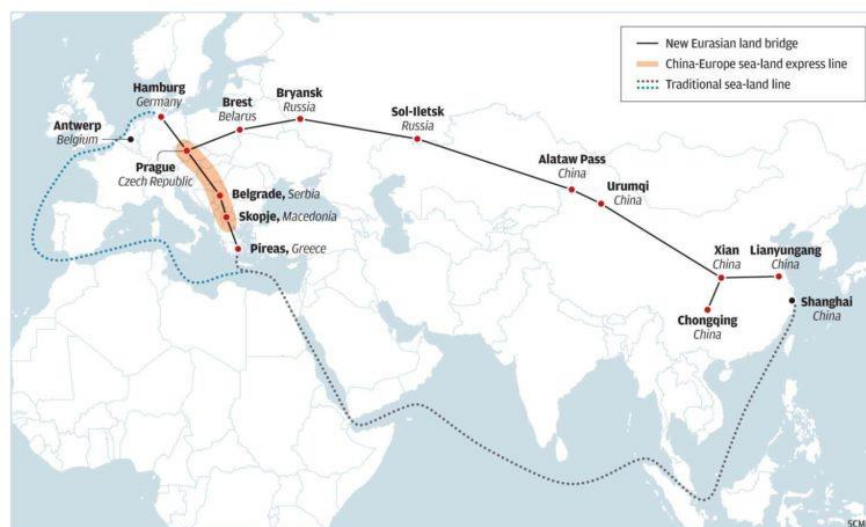 New Eurasian land bridge
China-Europe sea-land express line
Traditional sea-land line
Hamburg
Germany
Antwerp
Belgium
Prague
Czech Republic
Brest
Belarus
Bryansk
Russia
Sol-Iletsk
Russia
Alataw Pass
China
Urumqi
China
Belgrade, Serbia
Skopje, Macedonia
Pireas, Greece
Xian
China
Lianyungang
China
Shanghai
China
Chongqing
China